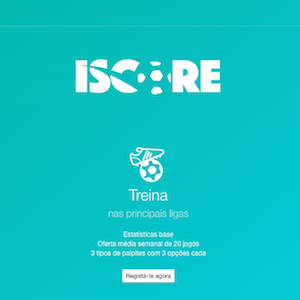 ISCORE
Treina
nas principais ligas
Estatísticas base
Oferta média semanal de 20 jogos
3 tipos de palpites com 3 opções cada
Regista-te agora